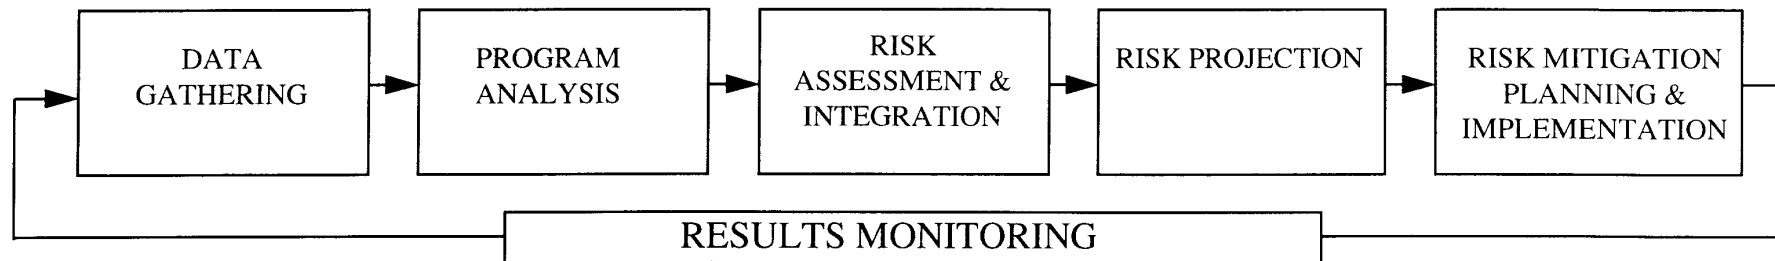 DATA
GATHERING
PROGRAM
ANALYSIS
RISK
ASSESSMENT &
INTEGRATION
RISK PROJECTION
RISK MITIGATION
PLANNING &
IMPLEMENTATION
RESULTS MONITORING